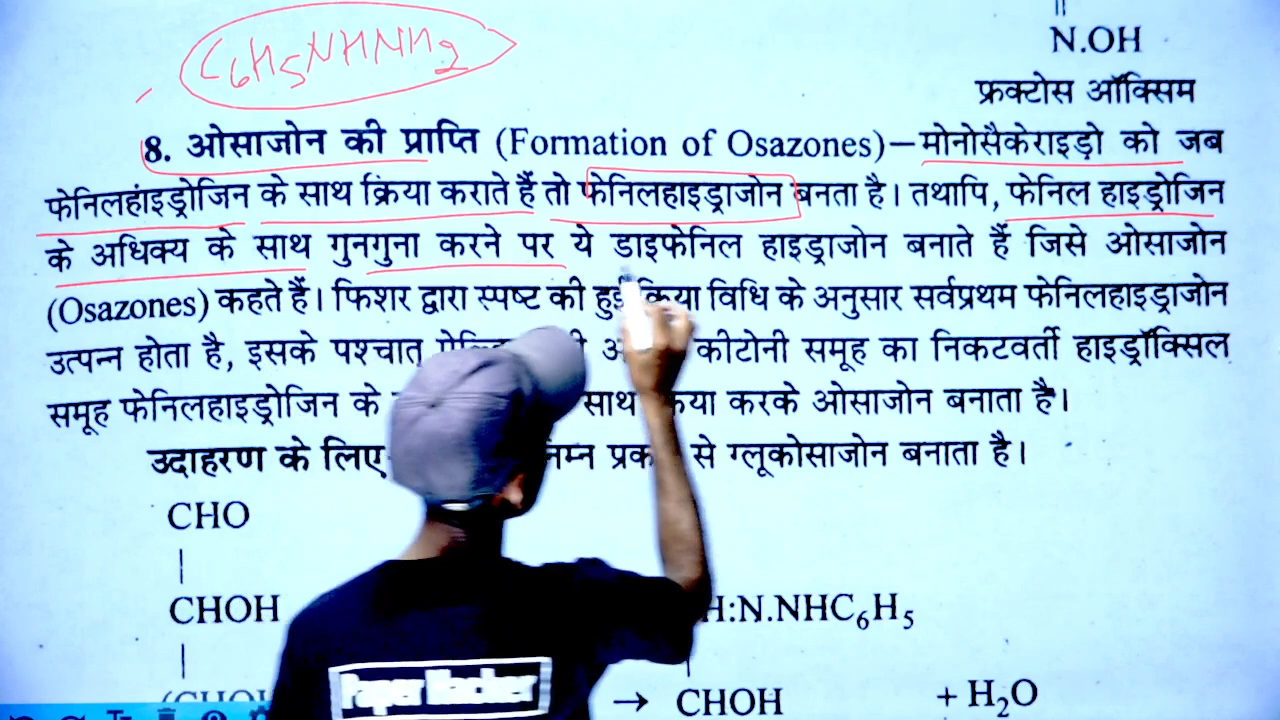 ||
N.OH
फ्रक्टोस ऑक्सिम
C6H5NHNH2
8. ओसाजोन की प्राप्ति (Formation of Osazones)—मोनोसैकेराइड़ो को जब
फेनिलहांइड्रोजिन के साथ क्रिया कराते हैं तो फेनिलहाइड्राजोन बनता है। तथापि, फेनिल हाइड्रोजिन
के अधिक्य के साथ गुनगुना करने पर ये डाइफेनिल हाइड्राजोन बनाते हैं जिसे ओसाजोन
(Osazones) कहते हैं। फिशर द्वारा स्पष्ट की हुई क्रिया विधि के अनुसार सर्वप्रथम फेनिलहाइड्राजोन
उत्पन्न होता है, इसके पश्चात् कीटोनी समूह का निकटवर्ती हाइड्रॉक्सिल
समूह फेनिलहाइड्रोजिन के साथ क्रिया करके ओसाजोन बनाता है।
उदाहरण के लिए निम्न प्रकार से ग्लूकोसाजोन बनाता है।
CHO
|
CHOH H:N.NHC6H5
|
→ CHOH + H2O
Paper Hacker